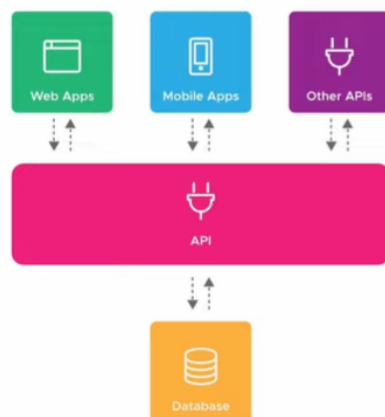 Web Apps
Mobile Apps
Other APIs
API
Database